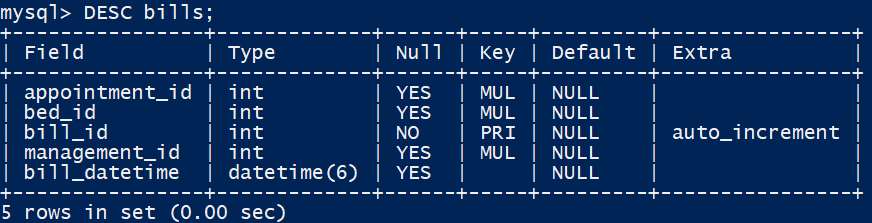 mysql> DESC bills;
+----------------+-------------+------+-----+---------+----------------+
| Field          | Type        | Null | Key | Default | Extra          |
+----------------+-------------+------+-----+---------+----------------+
| appointment_id | int         | YES  | MUL | NULL    |                |
| bed_id         | int         | YES  | MUL | NULL    |                |
| bill_id        | int         | NO   | PRI | NULL    | auto_increment |
| management_id  | int         | YES  | MUL | NULL    |                |
| bill_datetime  | datetime(6) | YES  |     | NULL    |                |
+----------------+-------------+------+-----+---------+----------------+
5 rows in set (0.00 sec)